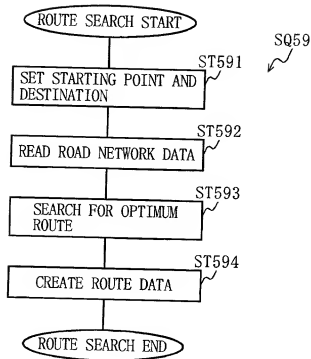 ROUTE SEARCH START
SQ59
ST591
SET STARTING POINT AND
DESTINATION
ST592
READ ROAD NETWORK DATA
ST593
SEARCH FOR OPTIMUM
ROUTE
ST594
CREATE ROUTE DATA
ROUTE SEARCH END